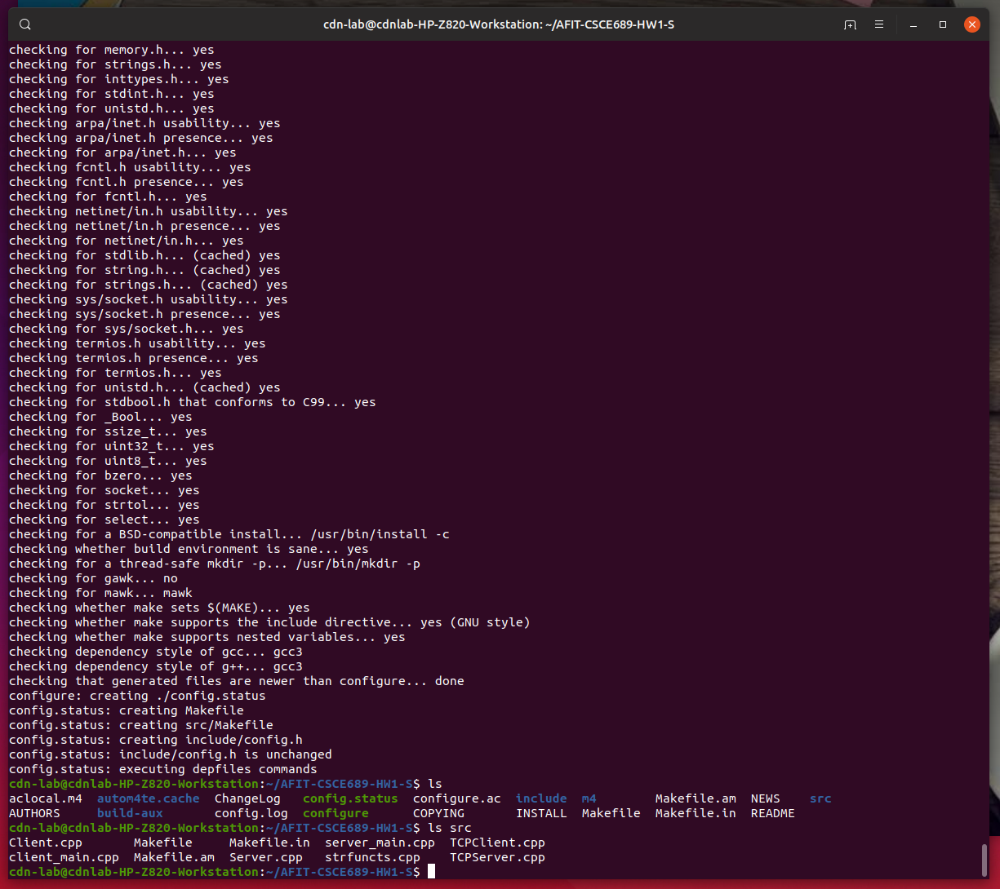 cdn-lab@cdnlab-HP-Z820-Workstation: ~/AFIT-CSCE689-HW1-S
checking for memory.h... yes
checking for strings.h... yes
checking for inttypes.h... yes
checking for stdint.h... yes
checking for unistd.h... yes
checking arpa/inet.h usability... yes
checking arpa/inet.h presence... yes
checking for arpa/inet.h... yes
checking fcntl.h usability... yes
checking fcntl.h presence... yes
checking for fcntl.h... yes
checking netinet/in.h usability... yes
checking netinet/in.h presence... yes
checking for netinet/in.h... yes
checking for stdlib.h... (cached) yes
checking for string.h... (cached) yes
checking for strings.h... (cached) yes
checking sys/socket.h usability... yes
checking sys/socket.h presence... yes
checking for sys/socket.h... yes
checking termios.h usability... yes
checking termios.h presence... yes
checking for termios.h... yes
checking for unistd.h... (cached) yes
checking for stdbool.h that conforms to C99... yes
checking for _Bool... yes
checking for ssize_t... yes
checking for uint32_t... yes
checking for uint8_t... yes
checking for bzero... yes
checking for socket... yes
checking for strtol... yes
checking for select... yes
checking for a BSD-compatible install... /usr/bin/install -c
checking whether build environment is sane... yes
checking for a thread-safe mkdir -p... /usr/bin/mkdir -p
checking for gawk... no
checking for mawk... mawk
checking whether make sets $(MAKE)... yes
checking whether make supports the include directive... yes (GNU style)
checking whether make supports nested variables... yes
checking dependency style of gcc... gcc3
checking dependency style of g++... gcc3
checking that generated files are newer than configure... done
configure: creating ./config.status
config.status: creating Makefile
config.status: creating src/Makefile
config.status: creating include/config.h
config.status: include/config.h is unchanged
config.status: executing depfiles commands
cdn-lab@cdnlab-HP-Z820-Workstation:~/AFIT-CSCE689-HW1-S$ ls
aclocal.m4  autom4te.cache  ChangeLog   config.status  configure.ac  include  m4        Makefile.am  NEWS    src
AUTHORS     build-aux       config.log  configure      COPYING       INSTALL  Makefile  Makefile.in  README
cdn-lab@cdnlab-HP-Z820-Workstation:~/AFIT-CSCE689-HW1-S$ ls src
Client.cpp       Makefile     Makefile.in  server_main.cpp  TCPClient.cpp
client_main.cpp  Makefile.am  Server.cpp   strfuncts.cpp    TCPServer.cpp
cdn-lab@cdnlab-HP-Z820-Workstation:~/AFIT-CSCE689-HW1-S$